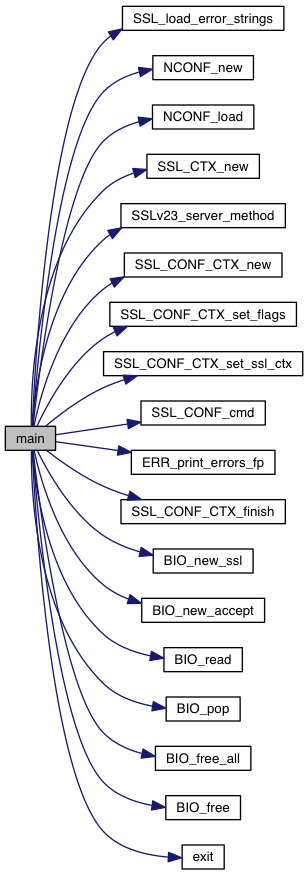 SSL_load_error_strings
NCONF_new
NCONF_load
SSL_CTX_new
SSLv23_server_method
SSL_CONF_CTX_new
SSL_CONF_CTX_set_flags
SSL_CONF_CTX_set_ssl_ctx
SSL_CONF_cmd
main
ERR_print_errors_fp
SSL_CONF_CTX_finish
BIO_new_ssl
BIO_new_accept
BIO_read
BIO_pop
BIO_free_all
BIO_free
exit